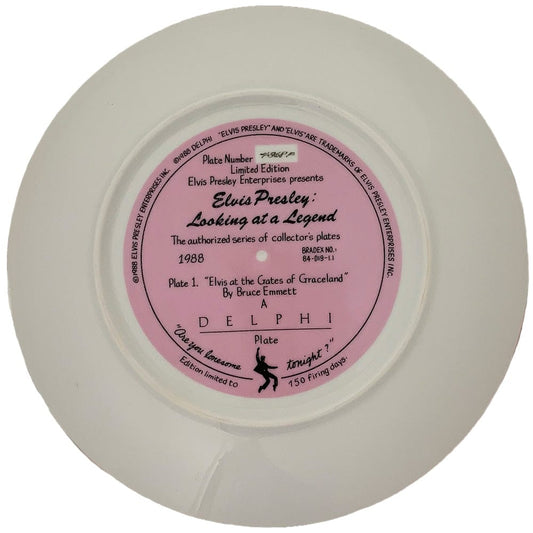 ©1988 ELVIS PRESLEY ENTERPRISES INC. ©1988 DELPHI "ELVIS PRESLEY" AND "ELVIS" ARE TRADEMARKS OF ELVIS PRESLEY ENTERPRISES INC.
Plate Number
Limited Edition
Elvis Presley Enterprises presents
Elvis Presley:
Looking at a Legend
The authorized series of collector's plates
1988 BRADEX NO.:
84-D18-1.1
Plate 1. "Elvis at the Gates of Graceland"
By Bruce Emmett
A
DELPHI
Plate
"Are you lonesome tonight?"
Edition limited to 150 firing days.